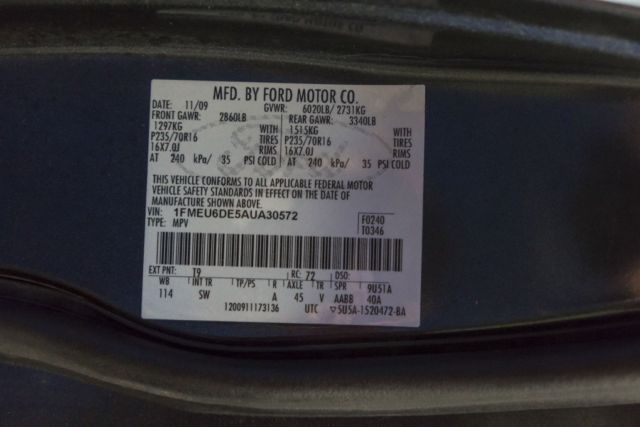 MFD. BY FORD MOTOR CO.
DATE: 11/09 GVWR: 6020LB/ 2731KG
FRONT GAWR: 2860LB REAR GAWR: 3340LB
1297KG WITH 1515KG WITH
P235/70R16 TIRES P235/70R16 TIRES
16X7.0J RIMS 16X7.0J RIMS
AT 240 kPa/ 35 PSI COLD AT 240 kPa/ 35 PSI COLD
THIS VEHICLE CONFORMS TO ALL APPLICABLE FEDERAL MOTOR
VEHICLE SAFETY STANDARDS IN EFFECT ON THE DATE OF
MANUFACTURE SHOWN ABOVE.
VIN: 1FMEU6DE5AUA30572 F0240
TYPE: MPV T0346
EXT PNT: T9 RC: 72 DSO:
WB INT TR TP/PS R AXLE TR SPR 9U51A
114 SW A 45 V AABB 40A
1200911173136 UTC ▽5U5A-1520472-BA